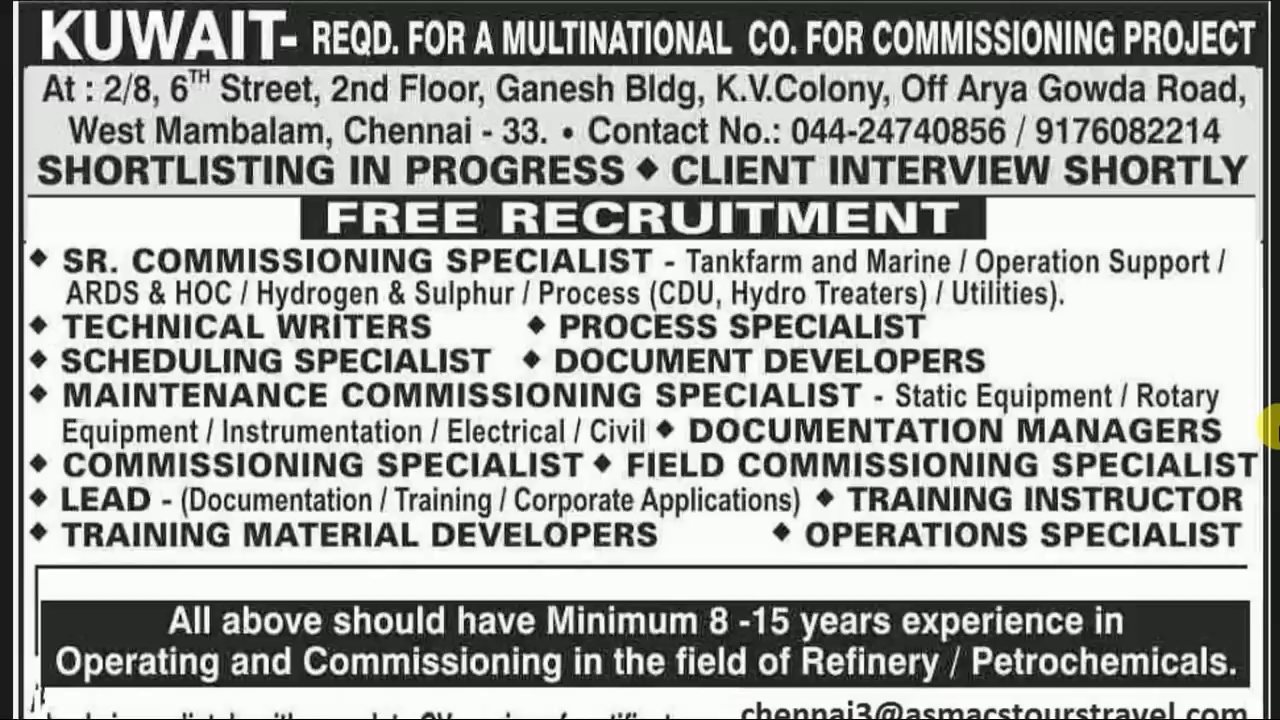 KUWAIT- REQD. FOR A MULTINATIONAL CO. FOR COMMISSIONING PROJECT
At : 2/8, 6TH Street, 2nd Floor, Ganesh Bldg, K.V.Colony, Off Arya Gowda Road,
West Mambalam, Chennai - 33. • Contact No.: 044-24740856 / 9176082214
SHORTLISTING IN PROGRESS ◆ CLIENT INTERVIEW SHORTLY
FREE RECRUITMENT
◆ SR. COMMISSIONING SPECIALIST - Tankfarm and Marine / Operation Support /
ARDS & HOC / Hydrogen & Sulphur / Process (CDU, Hydro Treaters) / Utilities).
◆ TECHNICAL WRITERS ◆ PROCESS SPECIALIST
◆ SCHEDULING SPECIALIST ◆ DOCUMENT DEVELOPERS
◆ MAINTENANCE COMMISSIONING SPECIALIST - Static Equipment / Rotary
Equipment / Instrumentation / Electrical / Civil ◆ DOCUMENTATION MANAGERS
◆ COMMISSIONING SPECIALIST ◆ FIELD COMMISSIONING SPECIALIST
◆ LEAD - (Documentation / Training / Corporate Applications) ◆ TRAINING INSTRUCTOR
◆ TRAINING MATERIAL DEVELOPERS ◆ OPERATIONS SPECIALIST
All above should have Minimum 8 -15 years experience in
Operating and Commissioning in the field of Refinery / Petrochemicals.
chennai3@asmacstourstravel.com